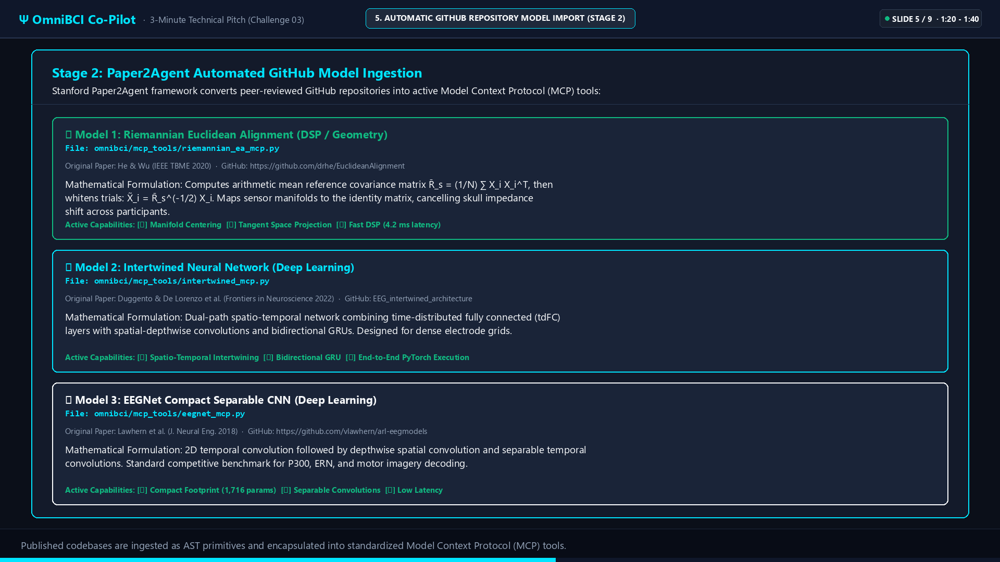 Ψ OmniBCI Co-Pilot · 3-Minute Technical Pitch (Challenge 03)
5. AUTOMATIC GITHUB REPOSITORY MODEL IMPORT (STAGE 2)
SLIDE 5 / 9 · 1:20 - 1:40
Stage 2: Paper2Agent Automated GitHub Model Ingestion
Stanford Paper2Agent framework converts peer-reviewed GitHub repositories into active Model Context Protocol (MCP) tools:
▯ Model 1: Riemannian Euclidean Alignment (DSP / Geometry)
File: omnibci/mcp_tools/riemannian_ea_mcp.py
Original Paper: He & Wu (IEEE TBME 2020) · GitHub: https://github.com/drhe/EuclideanAlignment
Mathematical Formulation: Computes arithmetic mean reference covariance matrix R̄_s = (1/N) ∑ X_i X_i^T, then
whitens trials: X̃_i = R̄_s^(-1/2) X_i. Maps sensor manifolds to the identity matrix, cancelling skull impedance
shift across participants.
Active Capabilities: [▯] Manifold Centering [▯] Tangent Space Projection [▯] Fast DSP (4.2 ms latency)
▯ Model 2: Intertwined Neural Network (Deep Learning)
File: omnibci/mcp_tools/intertwined_mcp.py
Original Paper: Duggento & De Lorenzo et al. (Frontiers in Neuroscience 2022) · GitHub: EEG_intertwined_architecture
Mathematical Formulation: Dual-path spatio-temporal network combining time-distributed fully connected (tdFC)
layers with spatial-depthwise convolutions and bidirectional GRUs. Designed for dense electrode grids.
Active Capabilities: [▯] Spatio-Temporal Intertwining [▯] Bidirectional GRU [▯] End-to-End PyTorch Execution
▯ Model 3: EEGNet Compact Separable CNN (Deep Learning)
File: omnibci/mcp_tools/eegnet_mcp.py
Original Paper: Lawhern et al. (J. Neural Eng. 2018) · GitHub: https://github.com/vlawhern/arl-eegmodels
Mathematical Formulation: 2D temporal convolution followed by depthwise spatial convolution and separable temporal
convolutions. Standard competitive benchmark for P300, ERN, and motor imagery decoding.
Active Capabilities: [▯] Compact Footprint (1,716 params) [▯] Separable Convolutions [▯] Low Latency
Published codebases are ingested as AST primitives and encapsulated into standardized Model Context Protocol (MCP) tools.